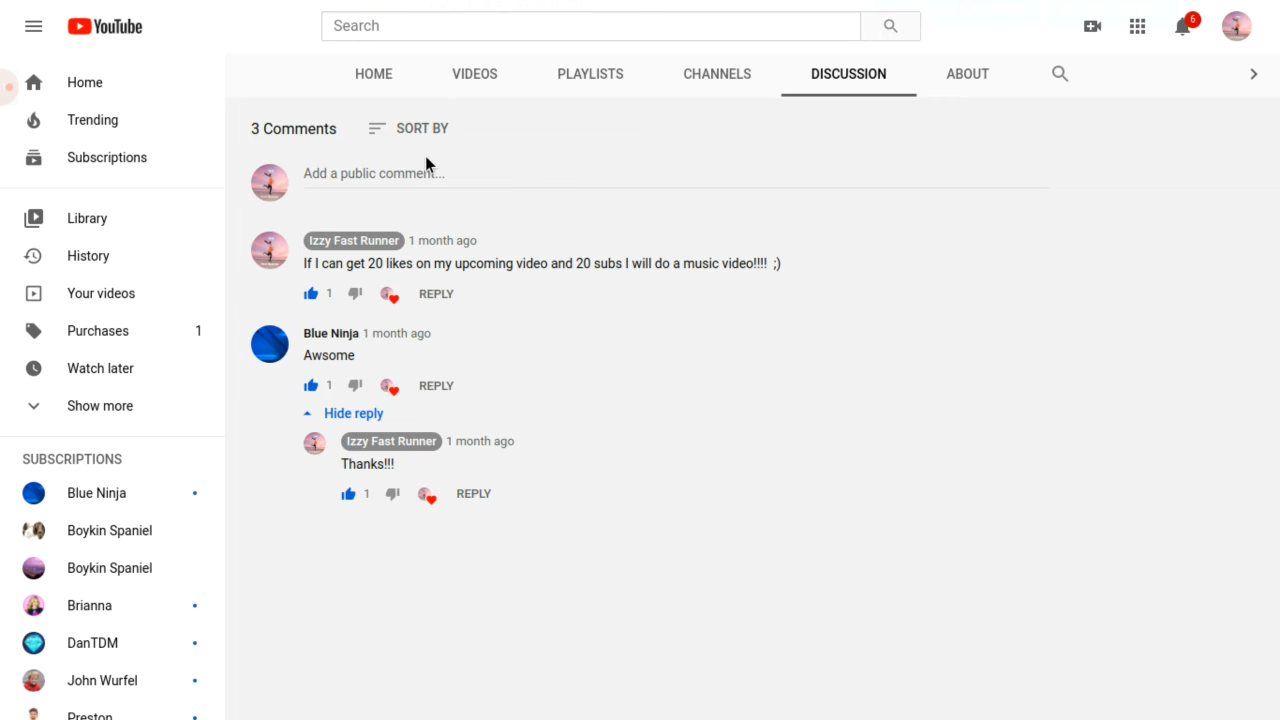 YouTube
Search
6
Home
Trending
Subscriptions
Library
History
Your videos
Purchases 1
Watch later
Show more
SUBSCRIPTIONS
Blue Ninja
Boykin Spaniel
Boykin Spaniel
Brianna
DanTDM
John Wurfel
Preston
HOME VIDEOS PLAYLISTS CHANNELS DISCUSSION ABOUT
3 Comments SORT BY
Add a public comment...
Izzy Fast Runner 1 month ago
If I can get 20 likes on my upcoming video and 20 subs I will do a music video!!!! ;)
1 REPLY
Blue Ninja 1 month ago
Awsome
1 REPLY
Hide reply
Izzy Fast Runner 1 month ago
Thanks!!!
1 REPLY